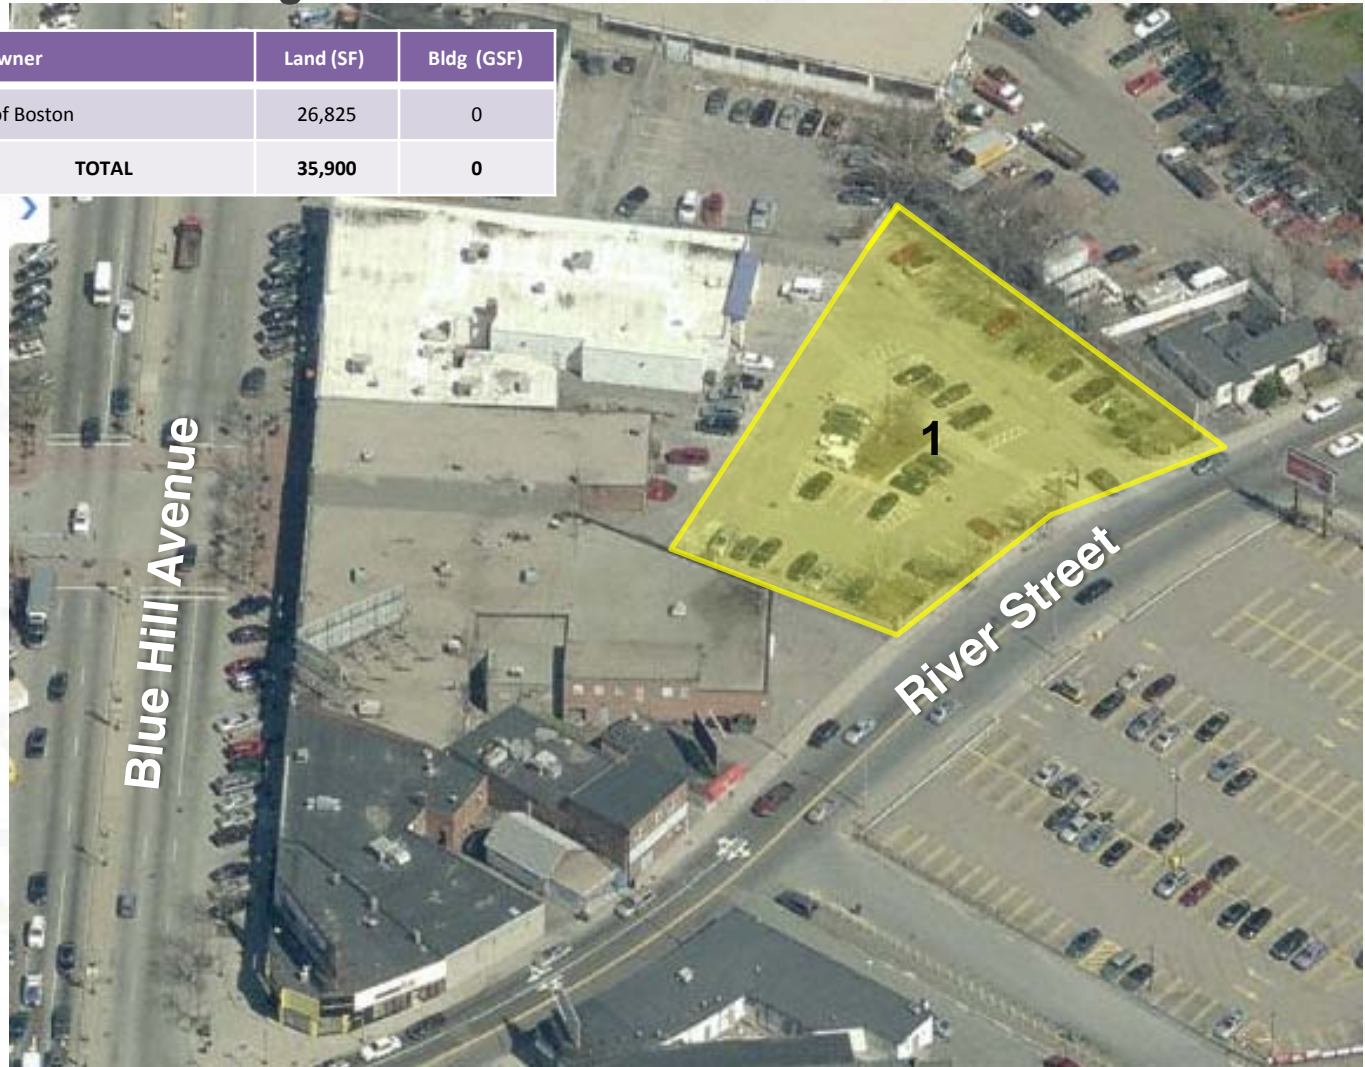 wner Land (SF) Bldg (GSF)
of Boston 26,825 0
TOTAL 35,900 0
1
Blue Hill Avenue
River Street